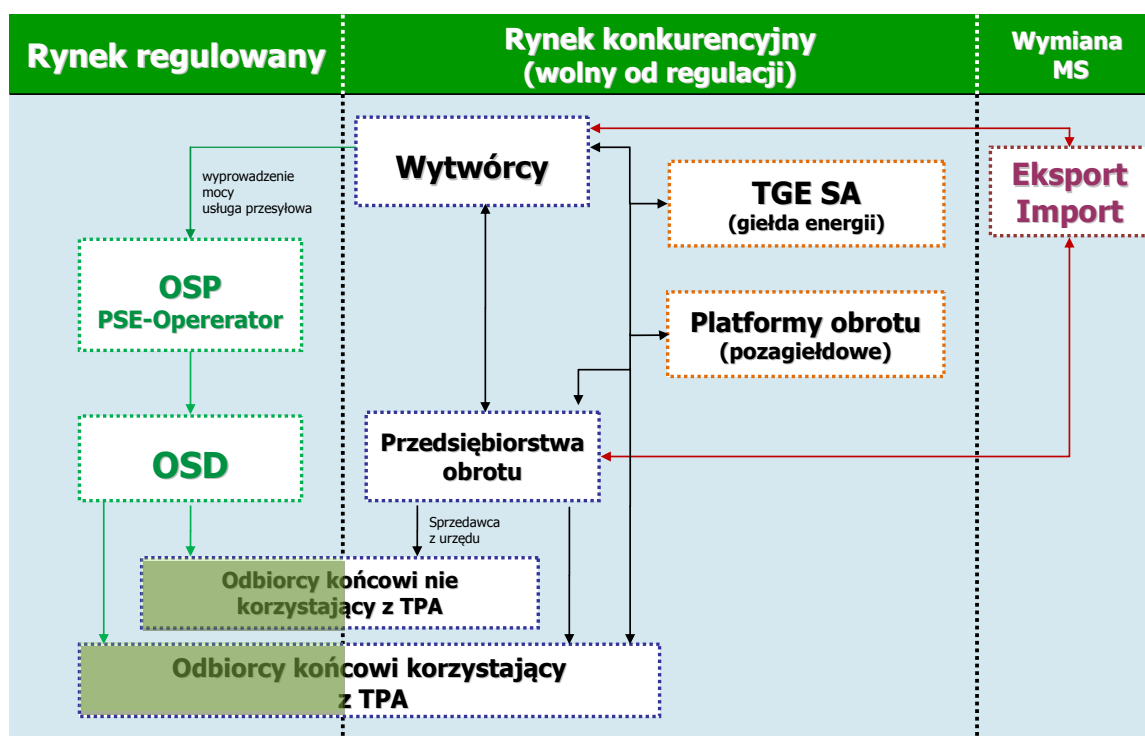 Rynek regulowany
Rynek konkurencyjny
(wolny od regulacji)
Wymiana
MS
Wytwórcy
wyprowadzenie
mocy
usługa przesyłowa
TGE SA
(giełda energii)
Eksport
Import
OSP
PSE-Opererator
Platformy obrotu
(pozagiełdowe)
OSD
Przedsiębiorstwa
obrotu
Sprzedawca
z urzędu
Odbiorcy końcowi nie
korzystający z TPA
Odbiorcy końcowi korzystający
z TPA